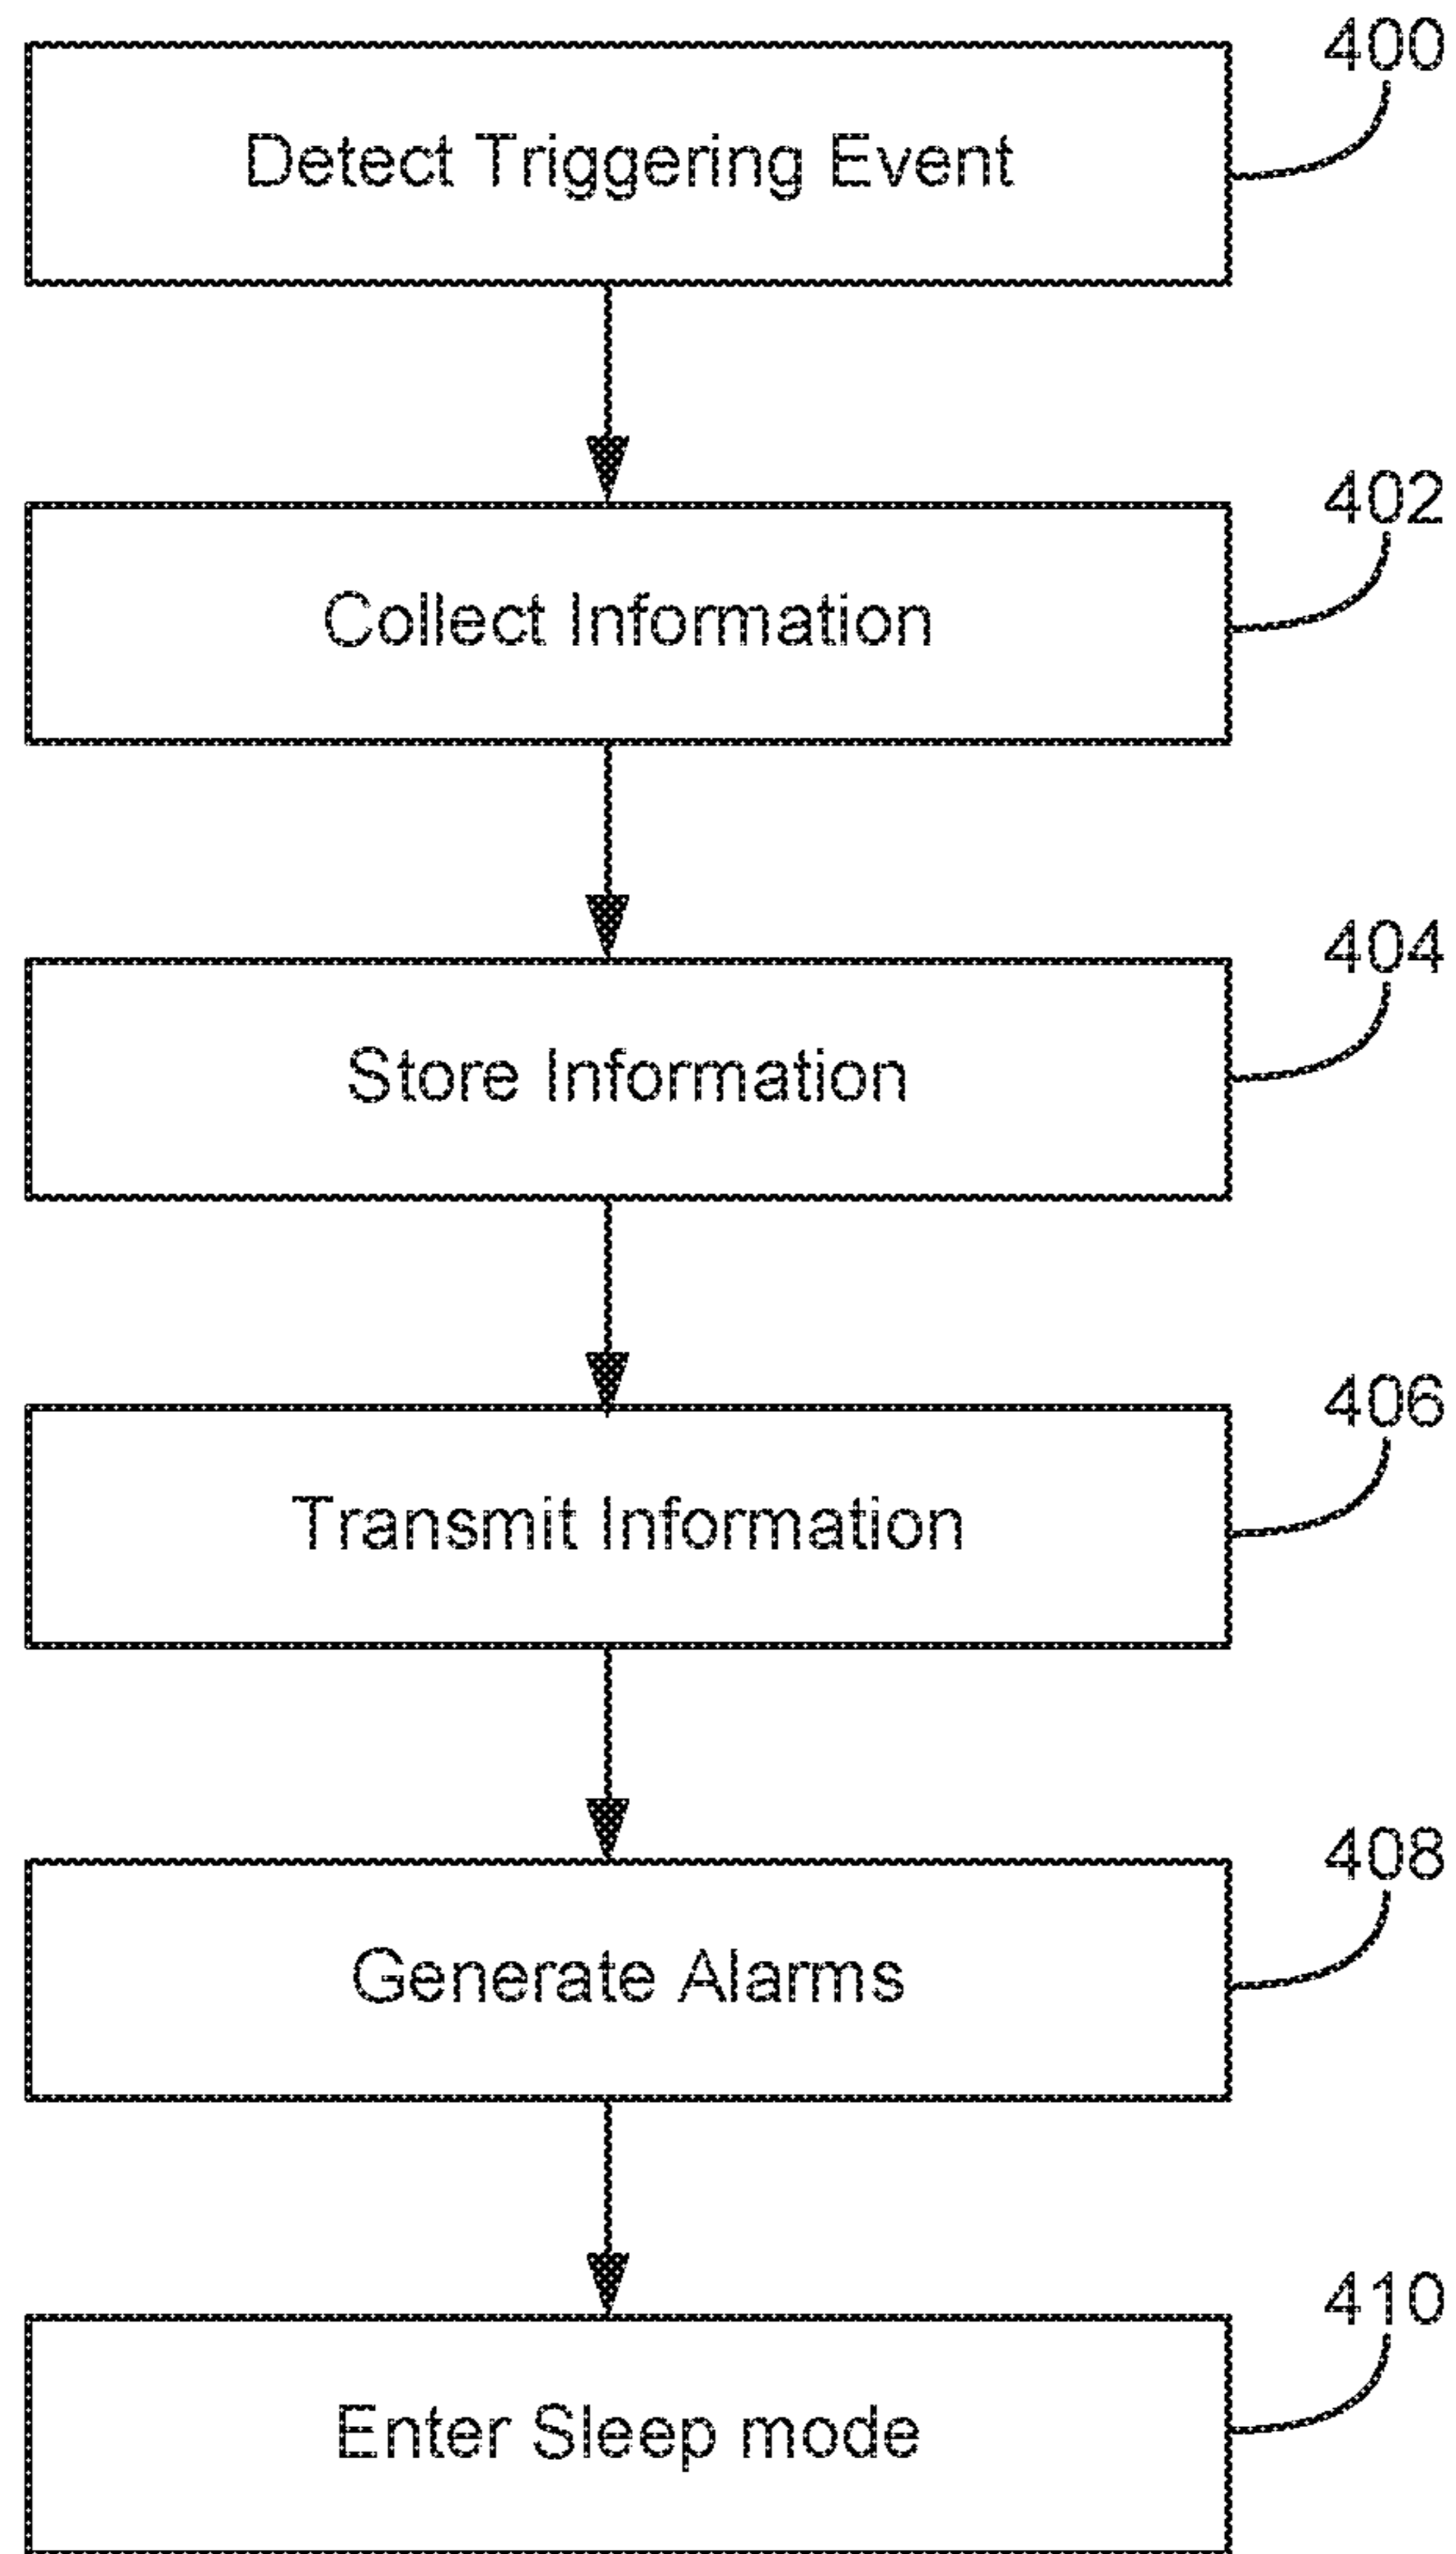 400
Detect Triggering Event
402
Collect Information
404
Store Information
406
Transmit Information
408
Generate Alarms
410
Enter Sleep mode